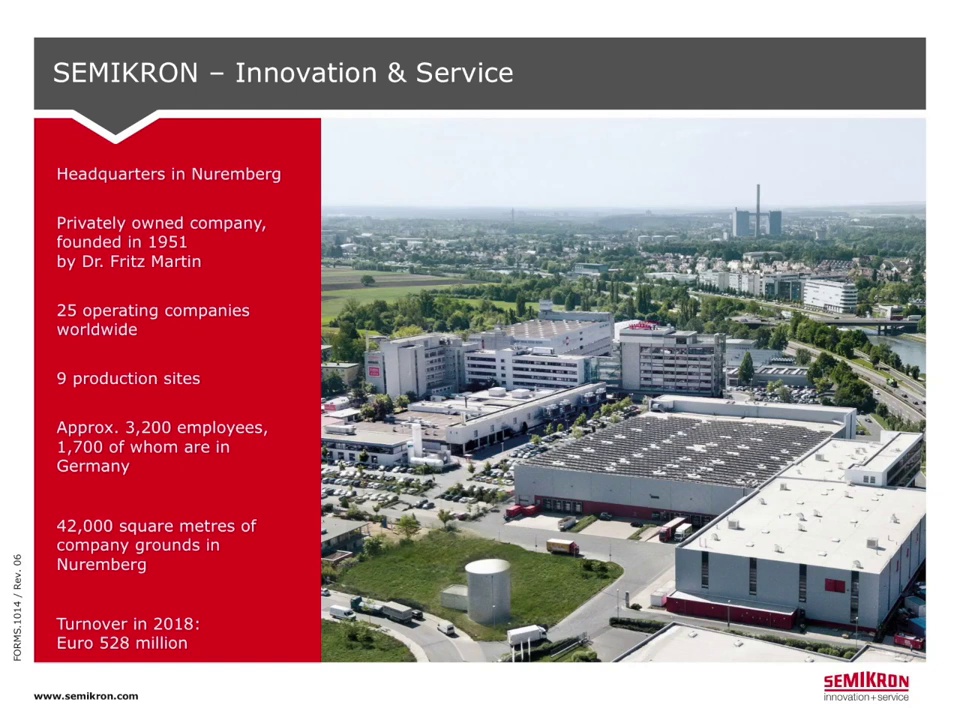 SEMIKRON – Innovation & Service
Headquarters in Nuremberg
Privately owned company,
founded in 1951
by Dr. Fritz Martin
25 operating companies
worldwide
9 production sites
Approx. 3,200 employees,
1,700 of whom are in
Germany
42,000 square metres of
company grounds in
Nuremberg
Turnover in 2018:
Euro 528 million
FORMS.1014 / Rev. 06
www.semikron.com
SEMIKRON
innovation+service